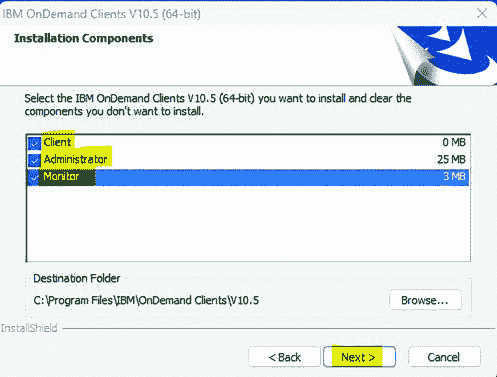 IBM OnDemand Clients V10.5 (64-bit)
Installation Components
Select the IBM OnDemand Clients V10.5 (64-bit) you want to install and clear the
components you don't want to install.
Client 0 MB
Administrator 25 MB
Monitor 3 MB
Destination Folder
C:\Program Files\IBM\OnDemand Clients\V10.5
Browse...
InstallShield
< Back
Next >
Cancel